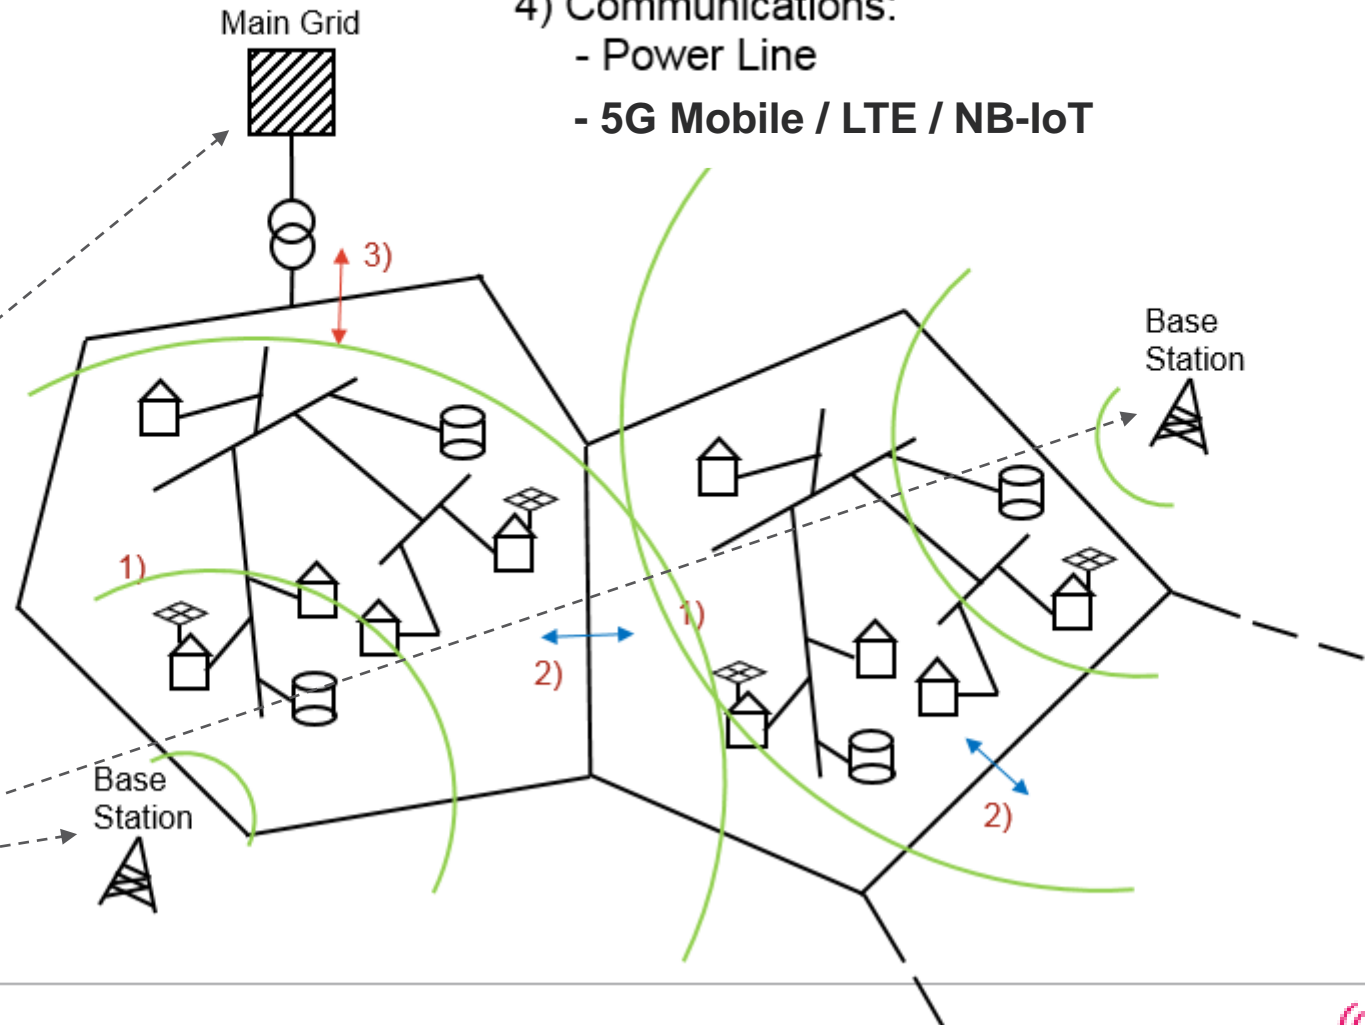 Main Grid
4) Communications:
- Power Line
- 5G Mobile / LTE / NB-IoT
3)
Base
Station
1)
1)
2)
Base
Station
2)